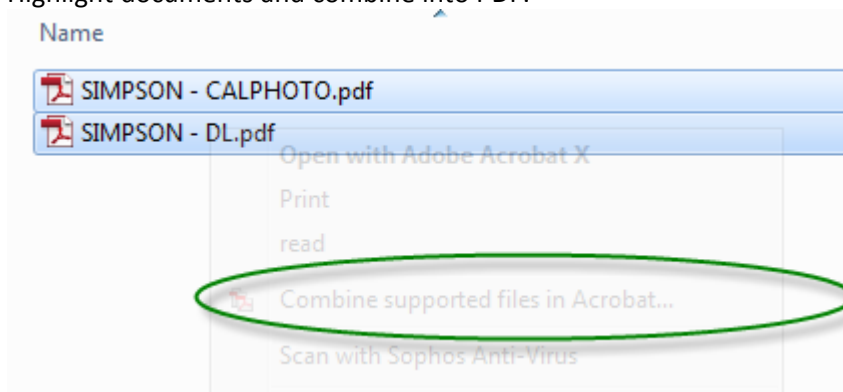 Highlight documents and combine into PDF.
Name
SIMPSON - CALPHOTO.pdf
SIMPSON - DL.pdf
Open with Adobe Acrobat X
Print
read
Combine supported files in Acrobat...
Scan with Sophos Anti-Virus